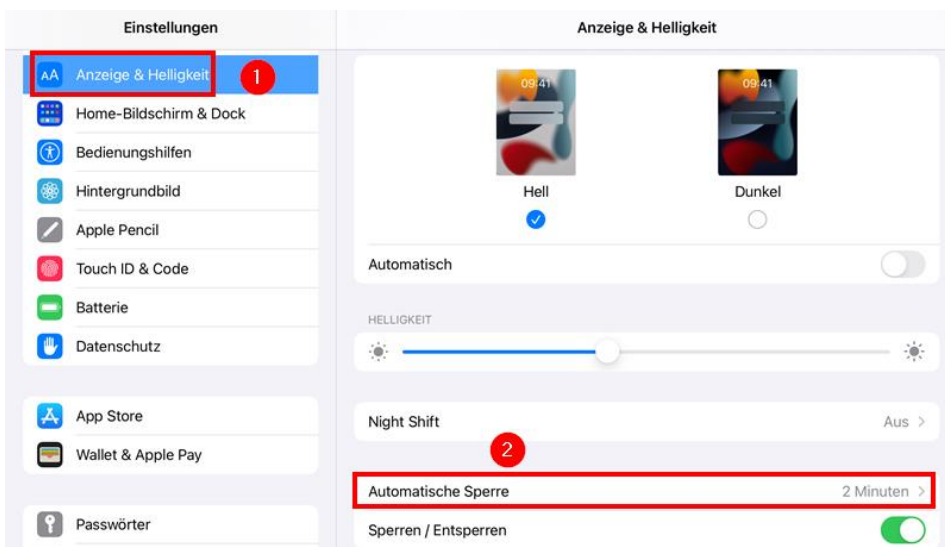 Einstellungen
Anzeige & Helligkeit
1
Home-Bildschirm & Dock
Bedienungshilfen
Hintergrundbild
Apple Pencil
Touch ID & Code
Batterie
Datenschutz
App Store
Wallet & Apple Pay
Passwörter
Anzeige & Helligkeit
09:41
09:41
Hell
Dunkel
Automatisch
HELLIGKEIT
Night Shift Aus
2
Automatische Sperre 2 Minuten
Sperren / Entsperren